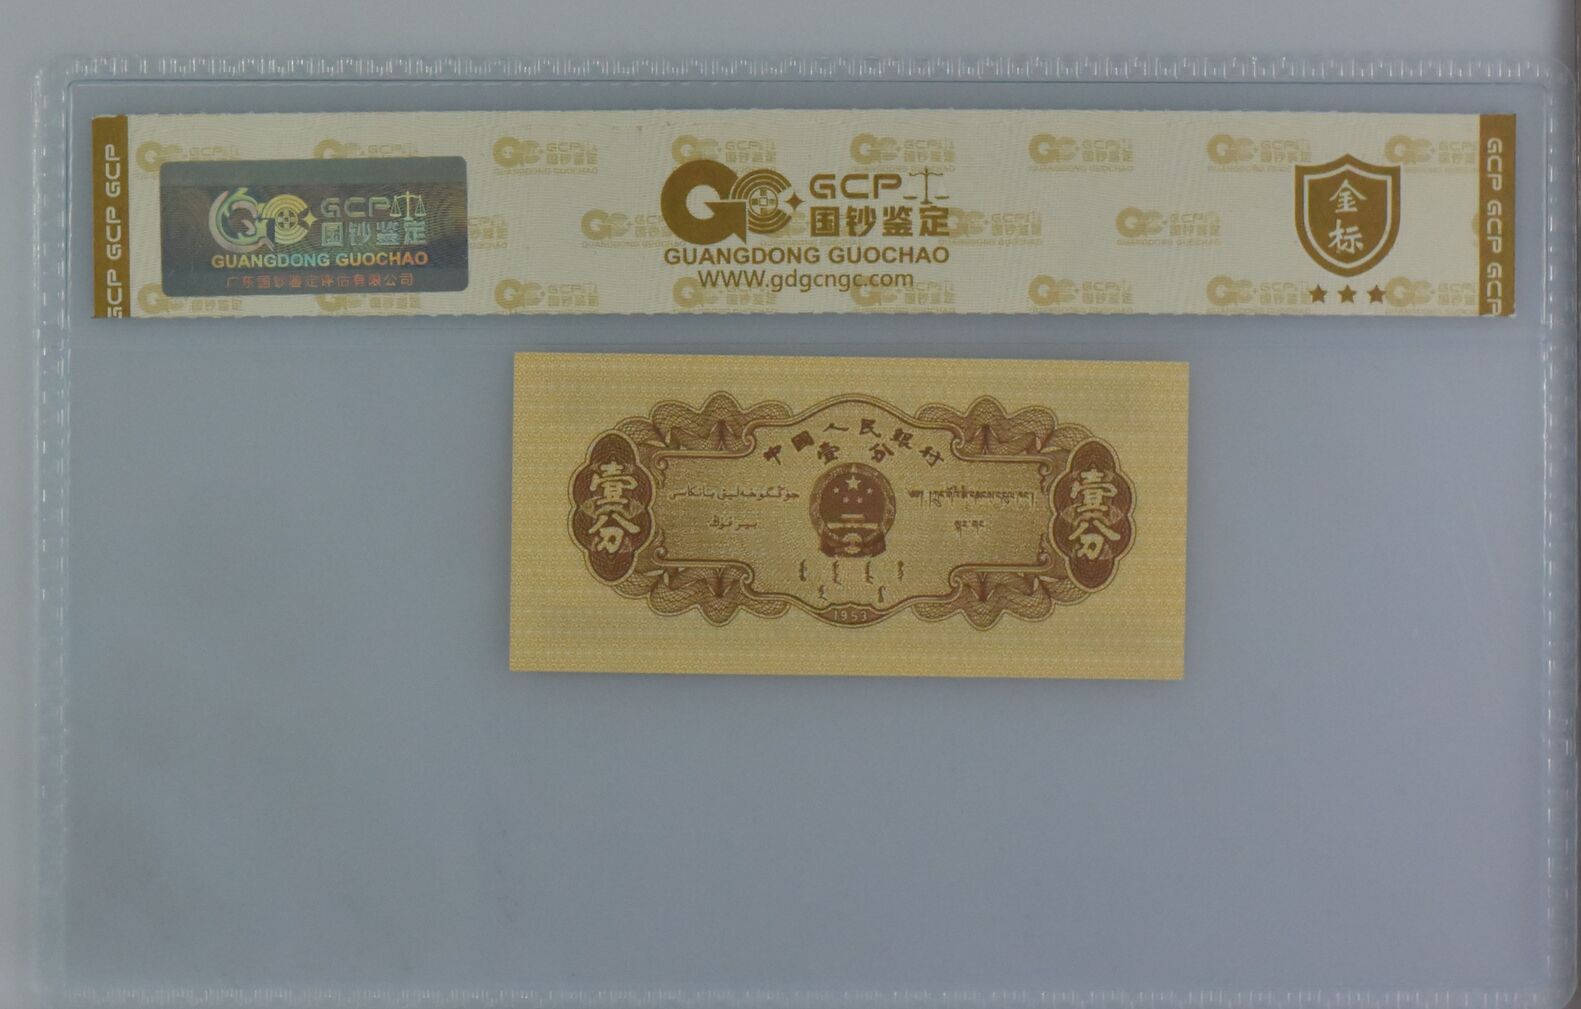 GCP GCP GCP
GCP
国钞鉴定
GUANGDONG GUOCHAO
广东国钞鉴定评估有限公司
GCP
国钞鉴定
GUANGDONG GUOCHAO
WWW.gdgcngc.com
金标
GCP GCP GCP
中国人民银行
壹分
壹分
壹分
1953